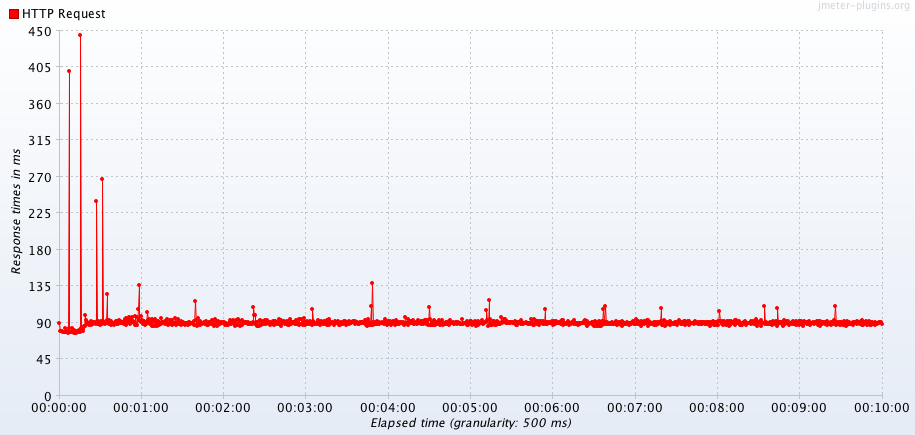 jmeter-plugins.org
HTTP Request
450
405
360
315
270
225
180
135
90
45
0
Response times in ms
00:00:00 00:01:00 00:02:00 00:03:00 00:04:00 00:05:00 00:06:00 00:07:00 00:08:00 00:09:00 00:10:00
Elapsed time (granularity: 500 ms)